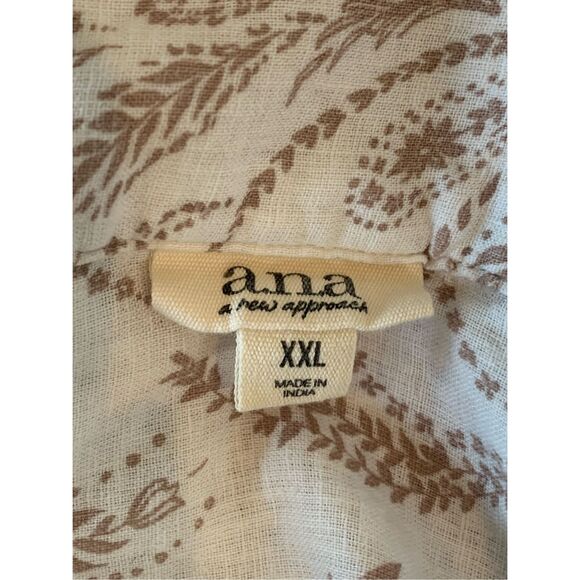 a.n.a
a new approach
XXL
MADE IN
INDIA